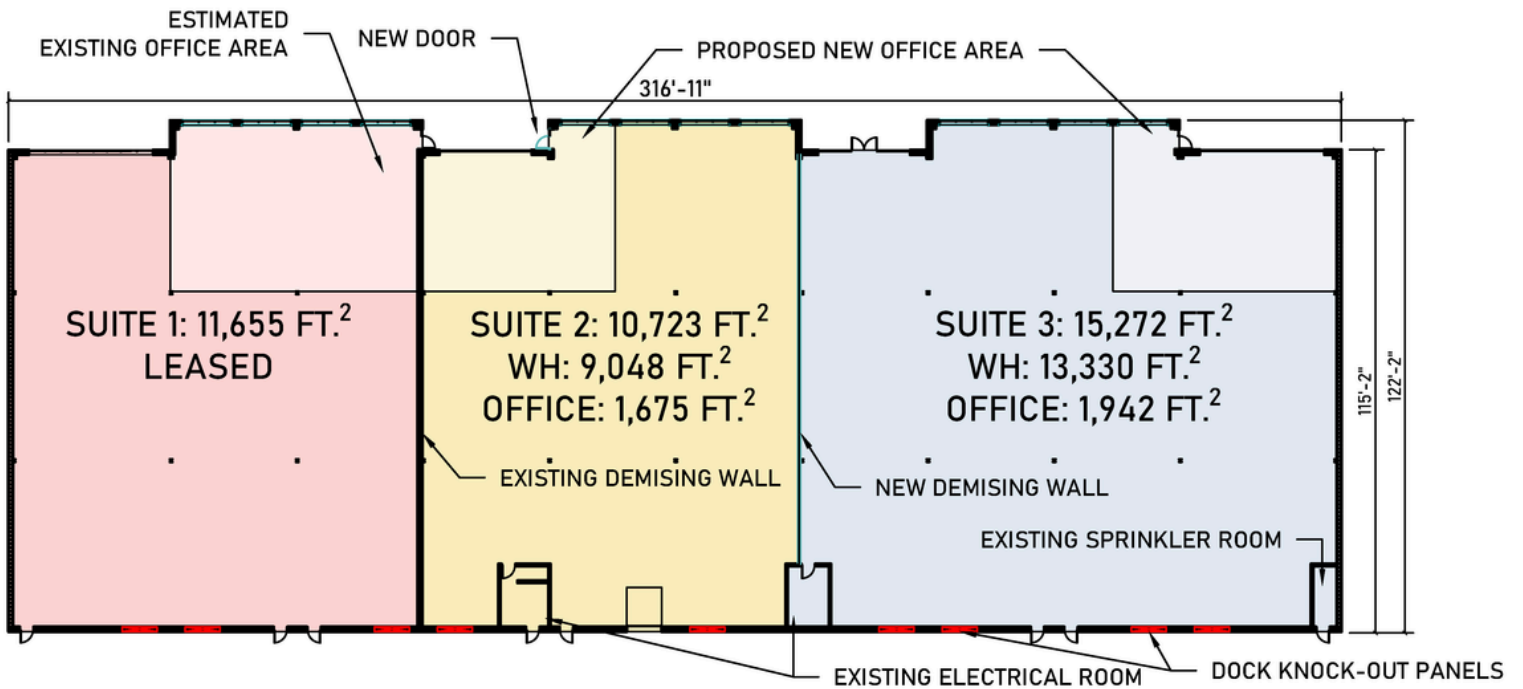 ESTIMATED
EXISTING OFFICE AREA
NEW DOOR
PROPOSED NEW OFFICE AREA
316'-11"
SUITE 1: 11,655 FT.²
LEASED
SUITE 2: 10,723 FT.²
WH: 9,048 FT.²
OFFICE: 1,675 FT.²
SUITE 3: 15,272 FT.²
WH: 13,330 FT.²
OFFICE: 1,942 FT.²
115'-2"
122'-2"
EXISTING DEMISING WALL
NEW DEMISING WALL
EXISTING SPRINKLER ROOM
EXISTING ELECTRICAL ROOM
DOCK KNOCK-OUT PANELS